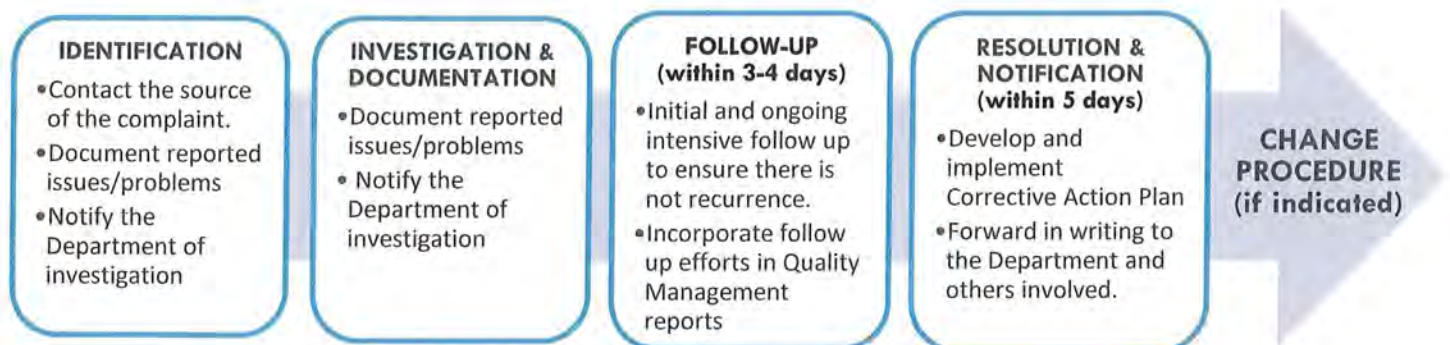 IDENTIFICATION
•Contact the source
of the complaint.
•Document reported
issues/problems
•Notify the
Department of
investigation
INVESTIGATION &
DOCUMENTATION
•Document reported
issues/problems
• Notify the
Department of
investigation
FOLLOW-UP
(within 3-4 days)
•Initial and ongoing
intensive follow up
to ensure there is
not recurrence.
•Incorporate follow
up efforts in Quality
Management
reports
RESOLUTION &
NOTIFICATION
(within 5 days)
•Develop and
implement
Corrective Action Plan
•Forward in writing to
the Department and
others involved.
CHANGE
PROCEDURE
(if indicated)